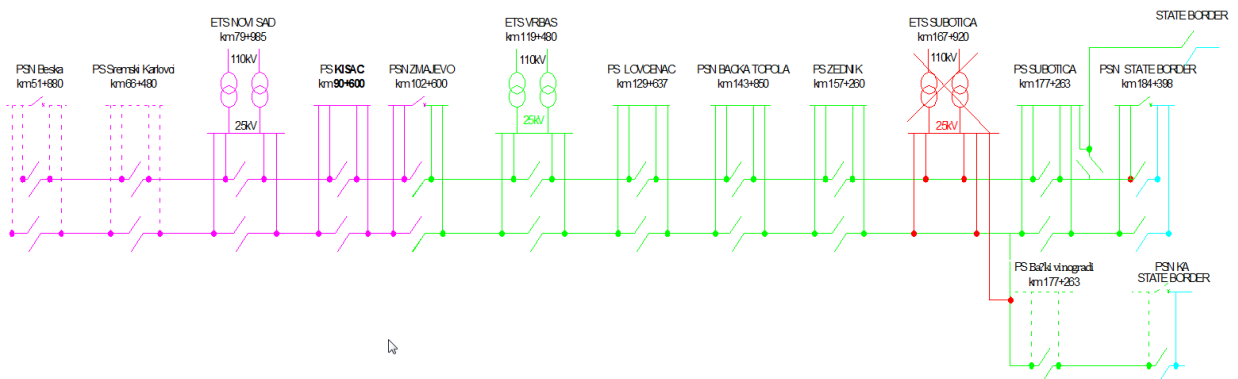 ETS NOVI SAD
km79+985
110kV
25kV
ETS VRBAS
km119+480
110kV
25kV
ETS SUBOTICA
km167+920
110kV
25kV
STATE BORDER
PSN Beska
km51+880
PS Sremski Karlovci
km66+480
PS KISAC
km90+600
PSN ZMAJEVO
km102+600
PS LOVCENAC
km129+637
PSN BACKA TOPOLA
km143+850
PS ZEDNIK
km157+260
PS SUBOTICA
km177+263
PSN STATE BORDER
km184+398
PS Ba?ki vinogradi
km177+263
PSN KA
STATE BORDER